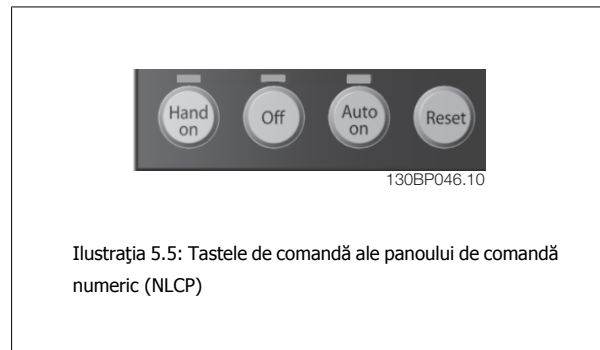 Hand on
Off
Auto on
Reset
130BP046.10
Ilustraţia 5.5: Tastele de comandă ale panoului de comandă
numeric (NLCP)